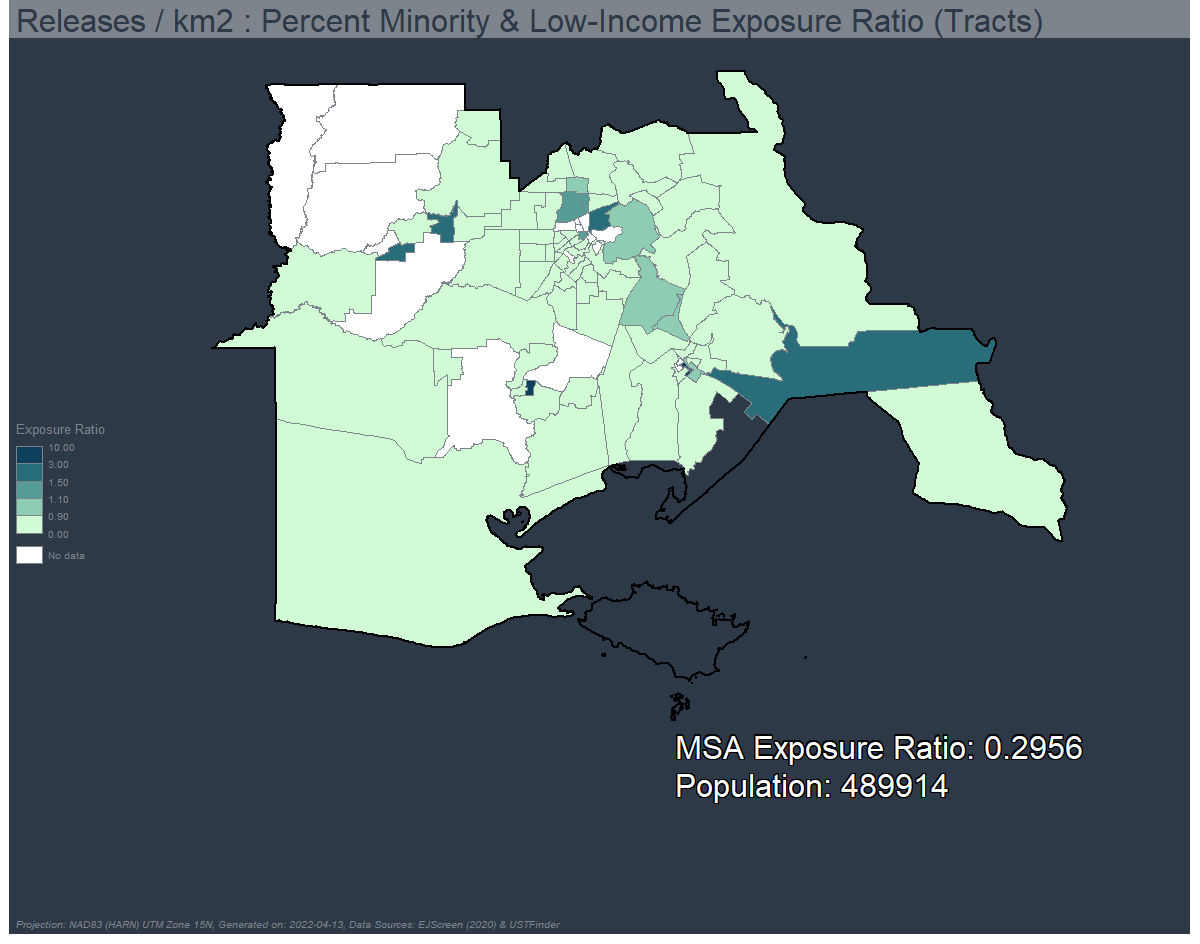 Releases / km2 : Percent Minority & Low-Income Exposure Ratio (Tracts)
Exposure Ratio
10.00
3.00
1.50
1.10
0.90
0.00
No data
MSA Exposure Ratio: 0.2956
Population: 489914
Projection: NAD83 (HARN) UTM Zone 15N, Generated on: 2022-04-13, Data Sources: EJScreen (2020) & USTFinder